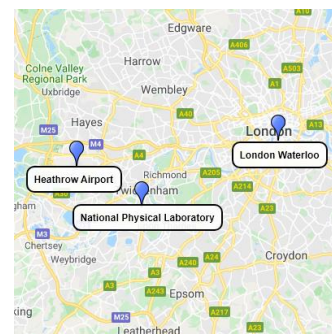 A10
Edgware
A406
Harrow
A503
Colne Valley
Regional Park
Wembley
A1
Uxbridge
A40
Hayes
M25
M4
A13
London
A4
London Waterloo
Heathrow Airport
Richmond
A205
A30
Twickenham
A214
National Physical Laboratory
A23
M3
Chertsey
Weybridge
Croydon
A3
A240
A24
A23
A3
A243
Epsom
A217
M25
Leatherhead